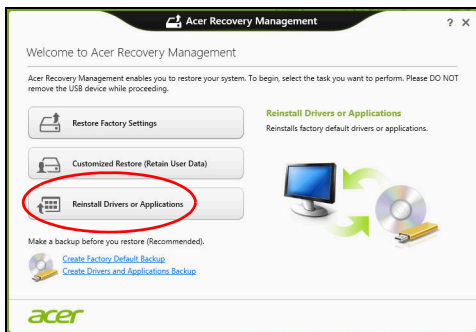 Acer Recovery Management
Welcome to Acer Recovery Management
Acer Recovery Management enables you to restore your system. To begin, select the task you want to perform. Please DO NOT
remove the USB device while proceeding.
Restore Factory Settings
Customized Restore (Retain User Data)
Reinstall Drivers or Applications
Reinstall Drivers or Applications
Reinstalls factory default drivers or applications.
Make a backup before you restore (Recommended).
Create Factory Default Backup
Create Drivers and Applications Backup
acer